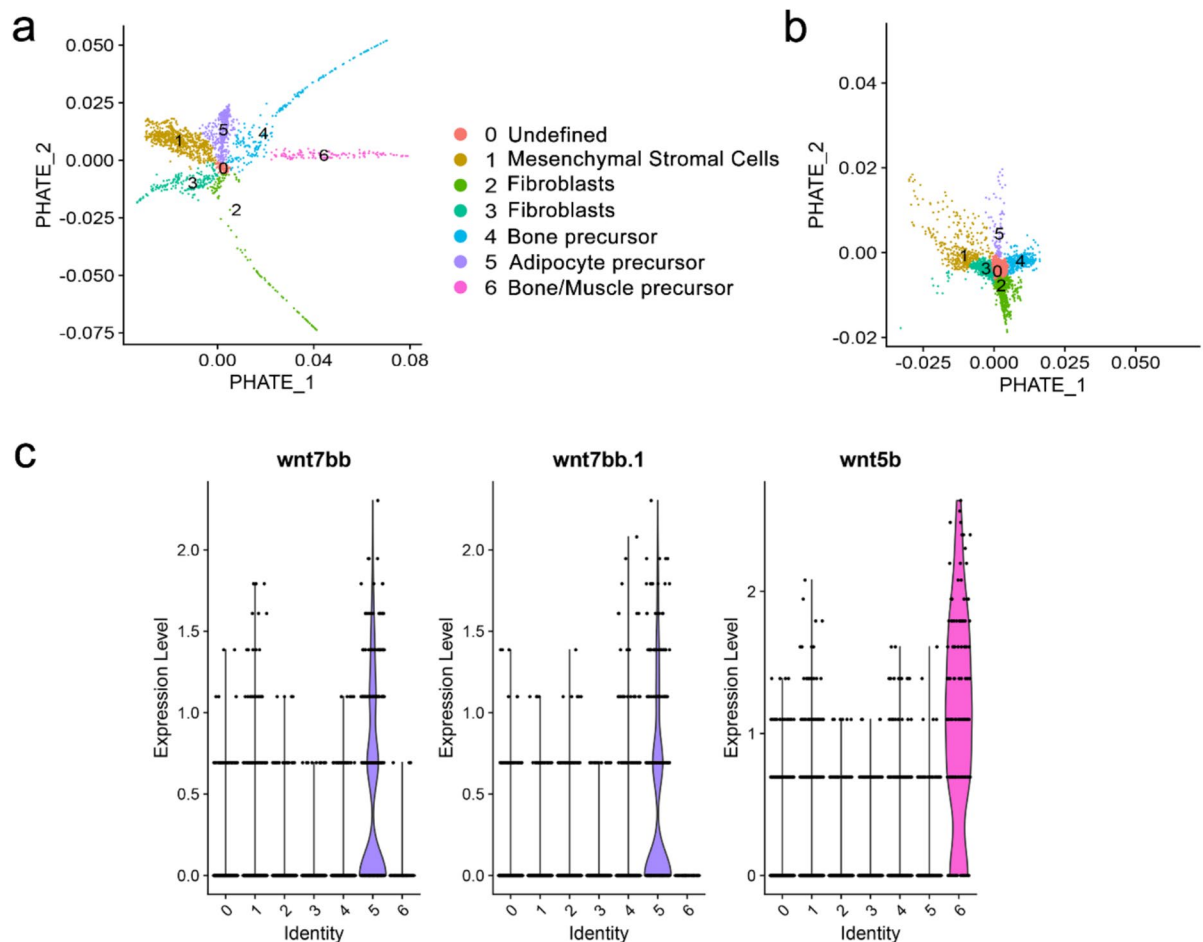 a
b
0.050
0.025
0.000
-0.025
-0.050
-0.075
PHATE_2
0.00 0.04 0.08
PHATE_1
5
4
1
6
0
3
2
0 Undefined
1 Mesenchymal Stromal Cells
2 Fibroblasts
3 Fibroblasts
4 Bone precursor
5 Adipocyte precursor
6 Bone/Muscle precursor
0.04
0.02
0.00
-0.02
PHATE_2
-0.025 0.000 0.025 0.050
PHATE_1
5
1
4
3
0
2
c
wnt7bb
2.0
1.5
1.0
0.5
0.0
Expression Level
0 1 2 3 4 5 6
Identity
wnt7bb.1
2.0
1.5
1.0
0.5
0.0
Expression Level
0 1 2 3 4 5 6
Identity
wnt5b
2
1
0
Expression Level
0 1 2 3 4 5 6
Identity